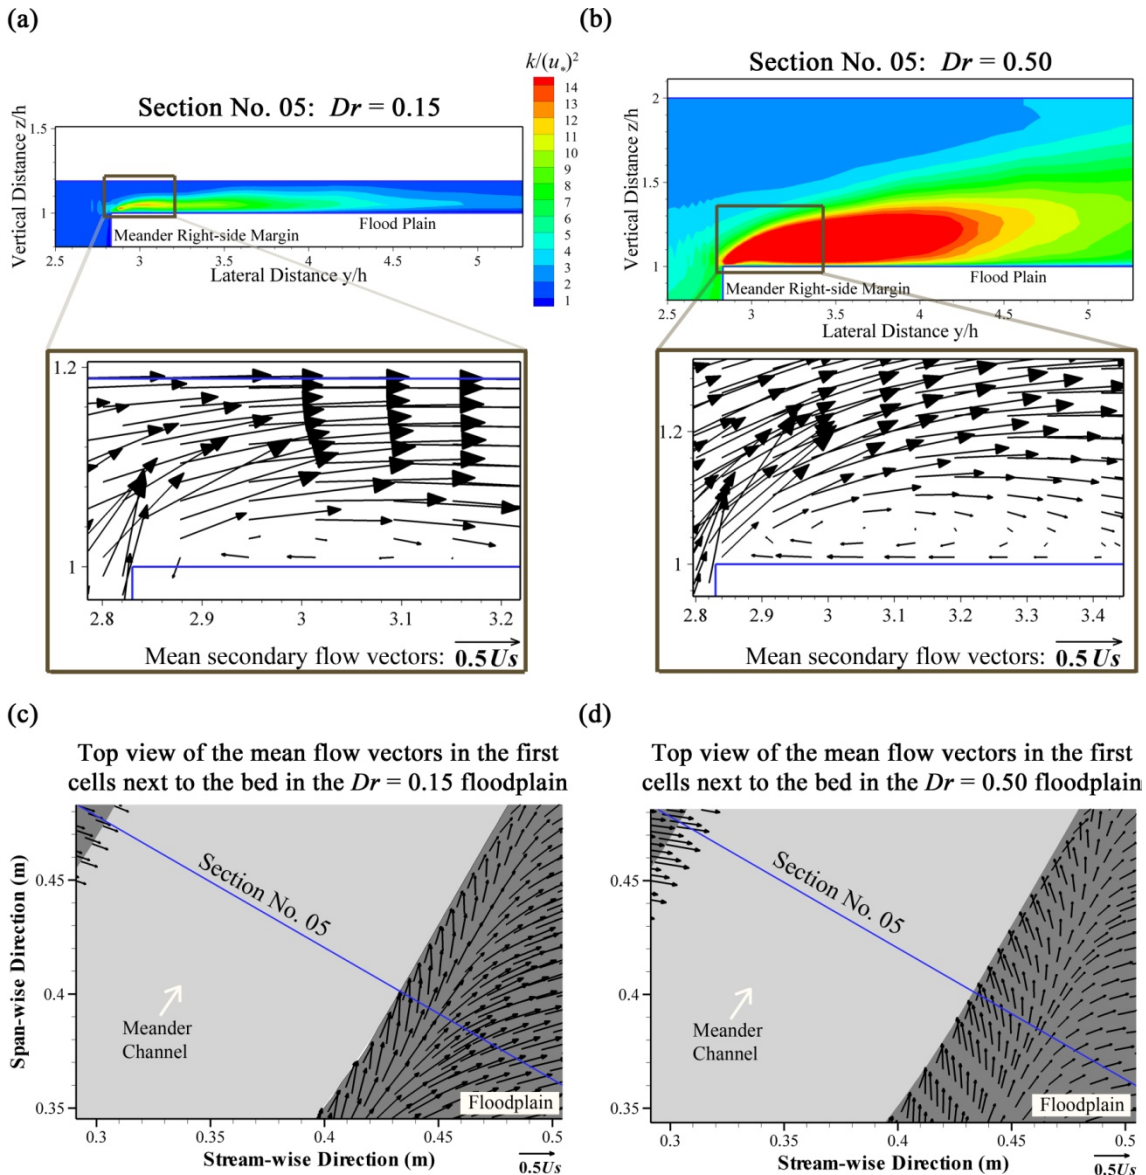 (a)
Section No. 05: Dr = 0.15
k/(u*)²
14
13
12
11
10
9
8
7
6
5
4
3
2
1
Vertical Distance z/h
1.5
1
Meander Right-side Margin
Flood Plain
2.5 3 3.5 4 4.5 5
Lateral Distance y/h
1.2
1
2.8 2.9 3 3.1 3.2
Mean secondary flow vectors: 0.5Us
(b)
Section No. 05: Dr = 0.50
Vertical Distance z/h
2
1.5
1
Flood Plain
Meander Right-side Margin
2.5 3 3.5 4 4.5 5
Lateral Distance y/h
1.2
1
2.8 2.9 3 3.1 3.2 3.3 3.4
Mean secondary flow vectors: 0.5Us
(c)
Top view of the mean flow vectors in the first
cells next to the bed in the Dr = 0.15 floodplain
Span-wise Direction (m)
0.45
0.4
0.35
Section No. 05
Meander
Channel
Floodplain
0.3 0.35 0.4 0.45 0.5
Stream-wise Direction (m)
0.5Us
(d)
Top view of the mean flow vectors in the first
cells next to the bed in the Dr = 0.50 floodplain
0.45
0.4
0.35
Section No. 05
Meander
Channel
Floodplain
0.3 0.35 0.4 0.45 0.5
Stream-wise Direction (m)
0.5Us